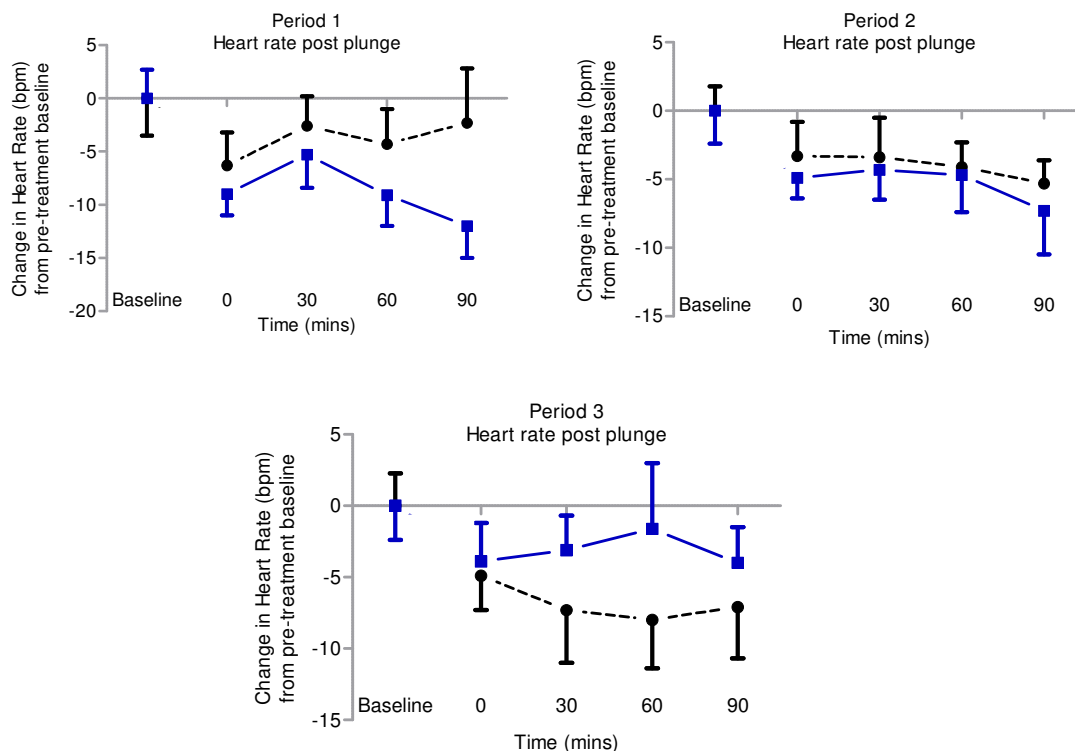 Period 1
Heart rate post plunge
Change in Heart Rate (bpm)
from pre-treatment baseline
5
0
-5
-10
-15
-20
Baseline
0
30
60
90
Time (mins)
Period 2
Heart rate post plunge
Change in Heart Rate (bpm)
from pre-treatment baseline
5
0
-5
-10
-15
Baseline
0
30
60
90
Time (mins)
Period 3
Heart rate post plunge
Change in Heart Rate (bpm)
from pre-treatment baseline
5
0
-5
-10
-15
Baseline
0
30
60
90
Time (mins)